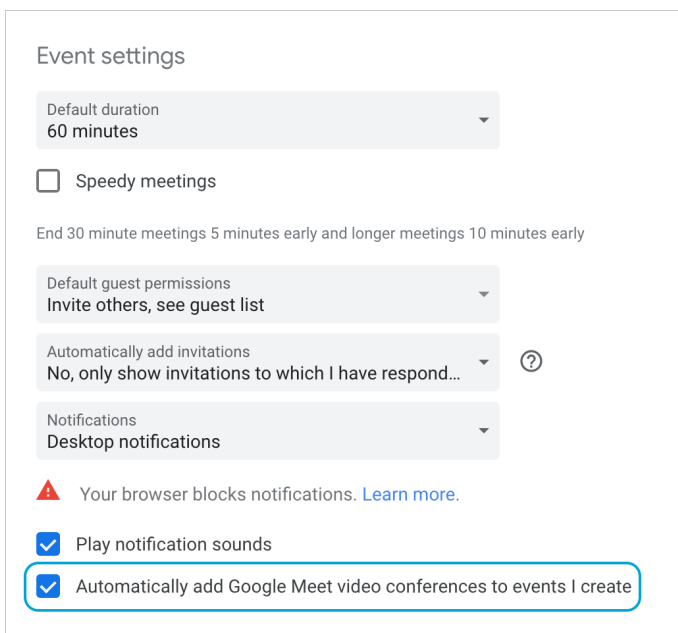 Event settings
Default duration
60 minutes
Speedy meetings
End 30 minute meetings 5 minutes early and longer meetings 10 minutes early
Default guest permissions
Invite others, see guest list
Automatically add invitations
No, only show invitations to which I have respond...
Notifications
Desktop notifications
Your browser blocks notifications. Learn more.
Play notification sounds
Automatically add Google Meet video conferences to events I create